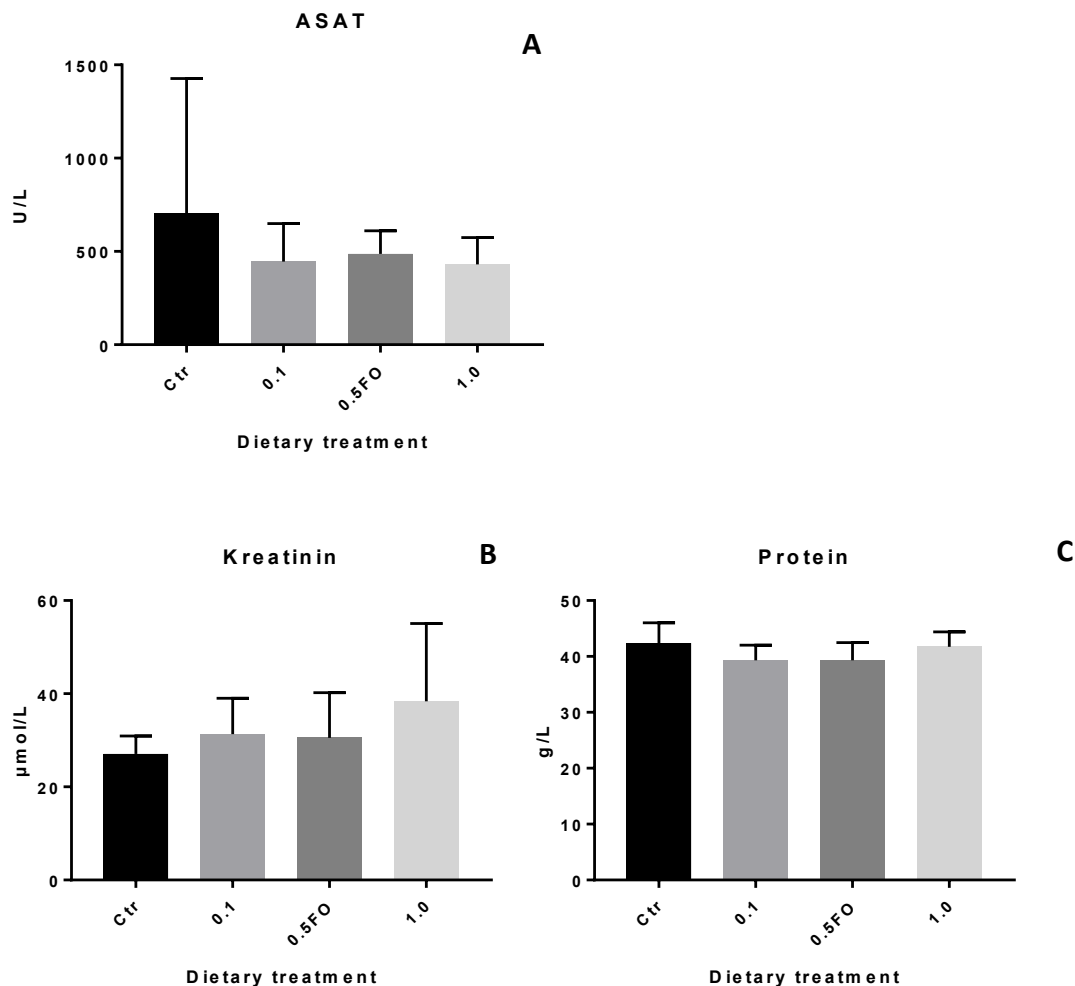 ASAT
A
1500
1000
500
0
U/L
Ctr
0.1
0.5FO
1.0
Dietary treatment
Kreatinin
B
60
40
20
0
µmol/L
Ctr
0.1
0.5FO
1.0
Dietary treatment
Protein
C
50
40
30
20
10
0
g/L
Ctr
0.1
0.5FO
1.0
Dietary treatment